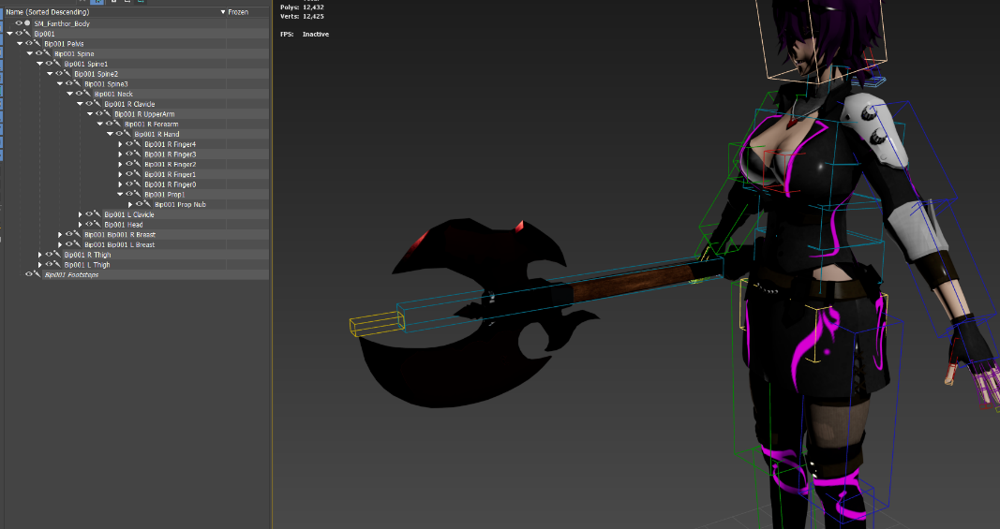 Name (Sorted Descending) Frozen
SM_Fanthor_Body
Bip001
Bip001 Pelvis
Bip001 Spine
Bip001 Spine1
Bip001 Spine2
Bip001 Spine3
Bip001 Neck
Bip001 R Clavicle
Bip001 R UpperArm
Bip001 R Forearm
Bip001 R Hand
Bip001 R Finger4
Bip001 R Finger3
Bip001 R Finger2
Bip001 R Finger1
Bip001 R Finger0
Bip001 Prop1
Bip001 Prop Nub
Bip001 L Clavicle
Bip001 Head
Bip001 Bip001 R Breast
Bip001 Bip001 L Breast
Bip001 R Thigh
Bip001 L Thigh
Bip001 Footsteps
Polys: 12,432
Verts: 12,425
FPS: Inactive